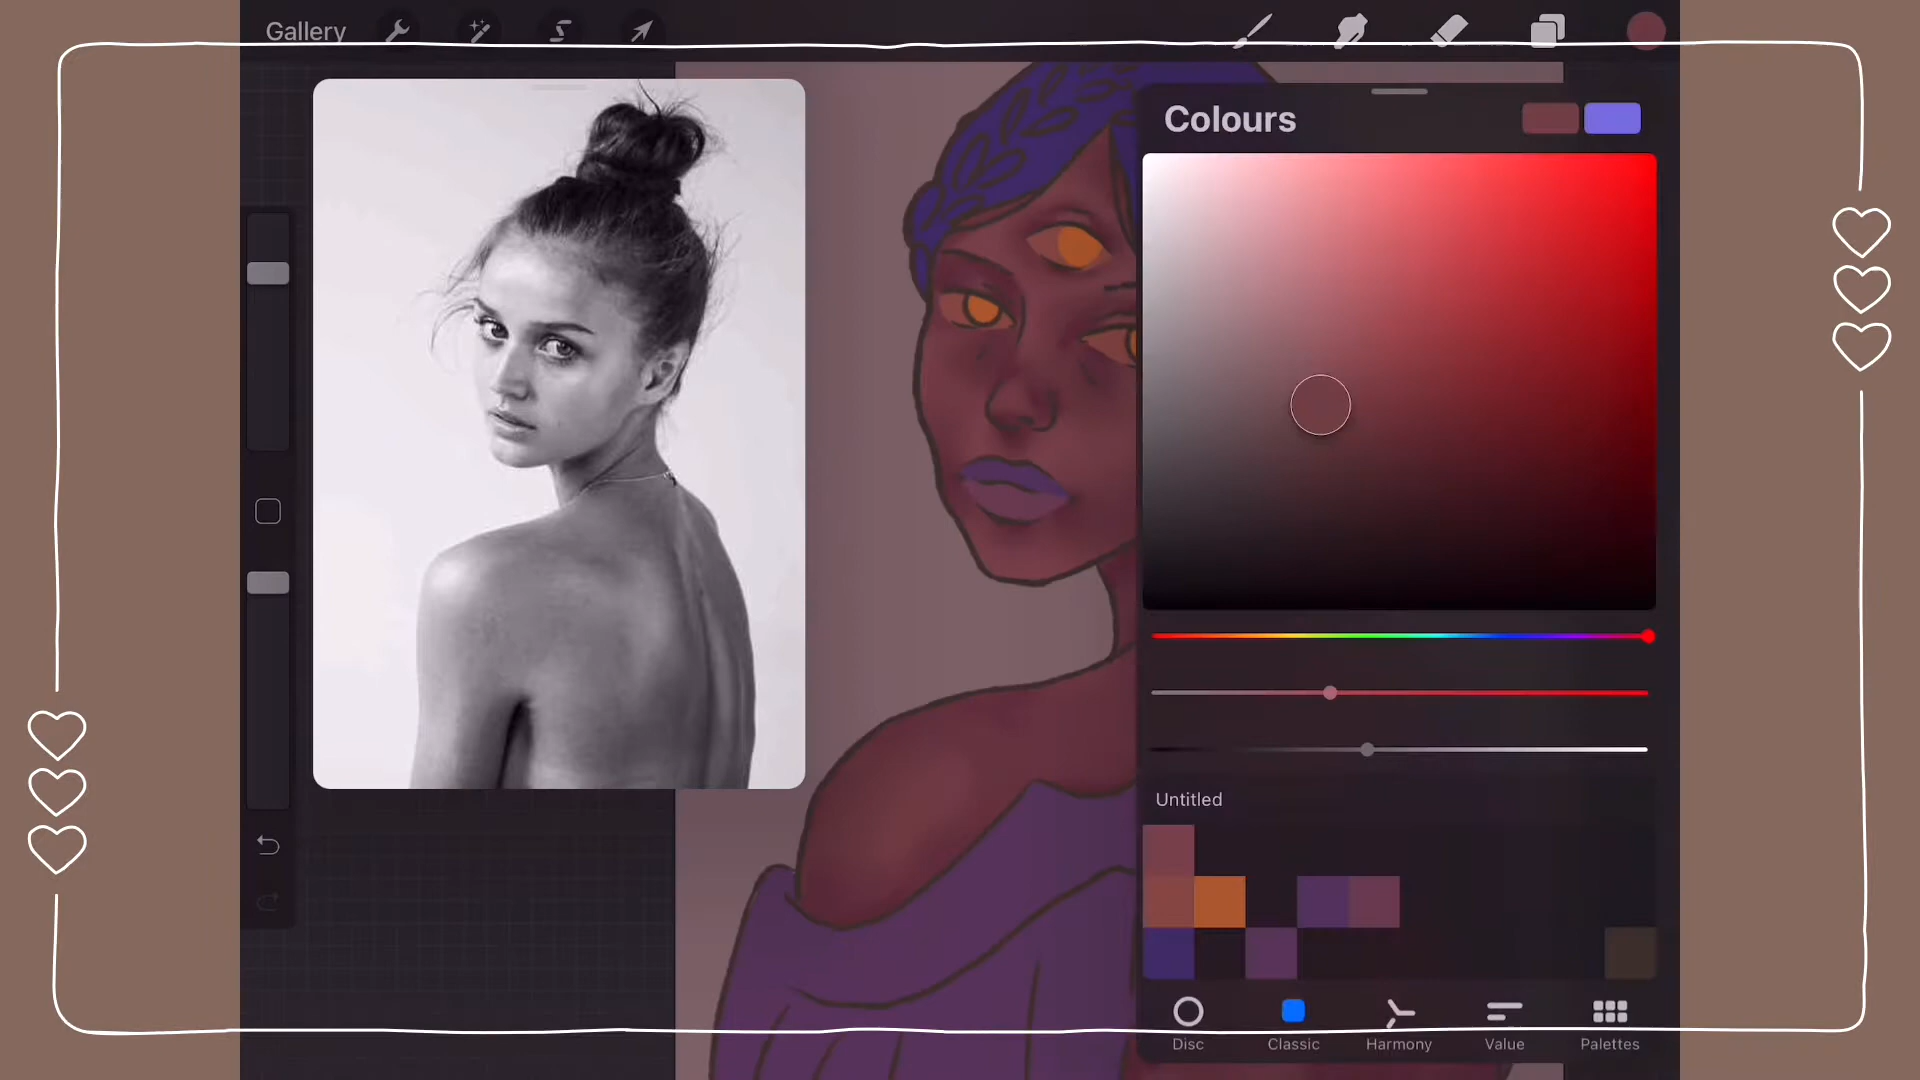 Gallery
Colours
Untitled
Disc
Classic
Harmony
Value
Palettes